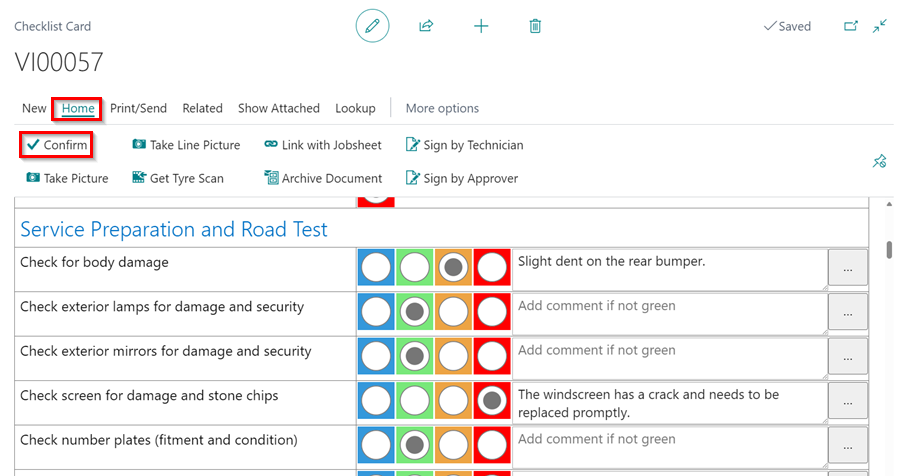 Checklist Card
Saved
VI00057
New Home Print/Send Related Show Attached Lookup More options
Confirm Take Line Picture Link with Jobsheet Sign by Technician
Take Picture Get Tyre Scan Archive Document Sign by Approver
Service Preparation and Road Test
Check for body damage Slight dent on the rear bumper. ...
Check exterior lamps for damage and security Add comment if not green ...
Check exterior mirrors for damage and security Add comment if not green ...
Check screen for damage and stone chips The windscreen has a crack and needs to be
replaced promptly. ...
Check number plates (fitment and condition) Add comment if not green ...